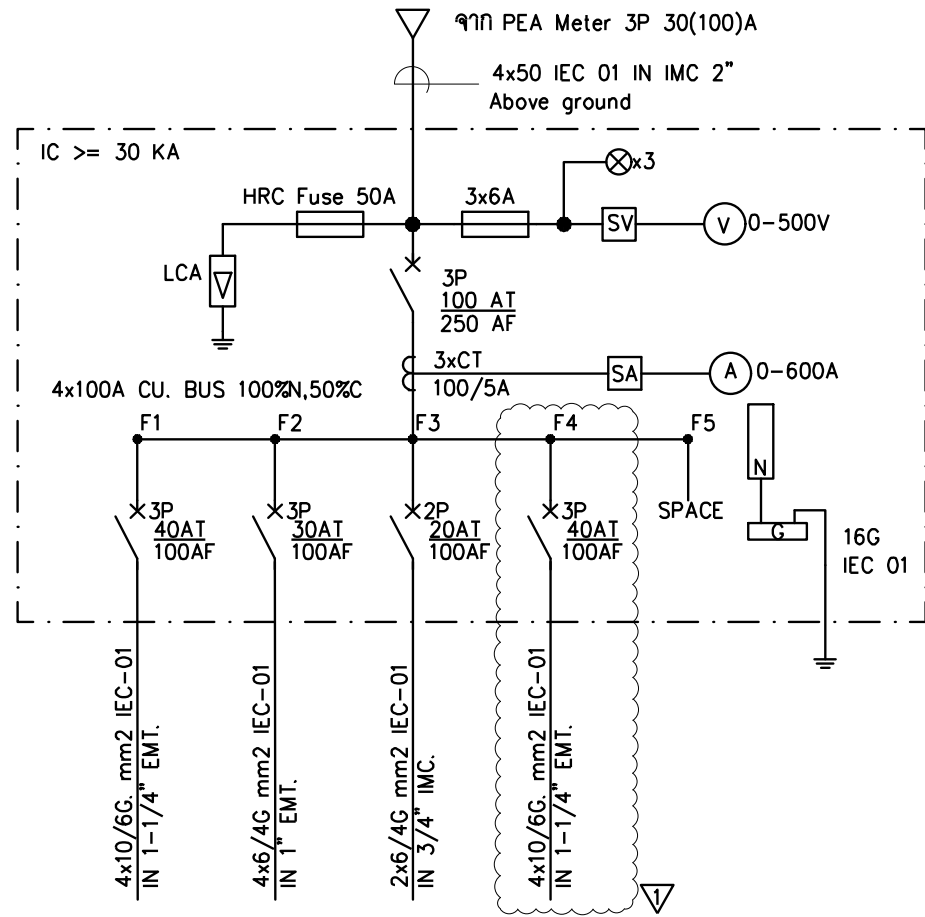 จาก PEA Meter 3P 30(100)A
4x50 IEC 01 IN IMC 2"
Above ground
IC >= 30 KA
x3
HRC Fuse 50A
3x6A
SV
V
0-500V
LCA
3P
100 AT
250 AF
3xCT
100/5A
SA
A
0-600A
4x100A CU. BUS 100%N,50%C
F1
F2
F3
F4
F5
3P
40AT
100AF
3P
30AT
100AF
2P
20AT
100AF
3P
40AT
100AF
SPACE
N
G
16G
IEC 01
4x10/6G. mm2 IEC-01
IN 1-1/4" EMT.
4x6/4G mm2 IEC-01
IN 1" EMT.
2x6/4G mm2 IEC-01
IN 3/4" IMC.
4x10/6G. mm2 IEC-01
IN 1-1/4" EMT.
1